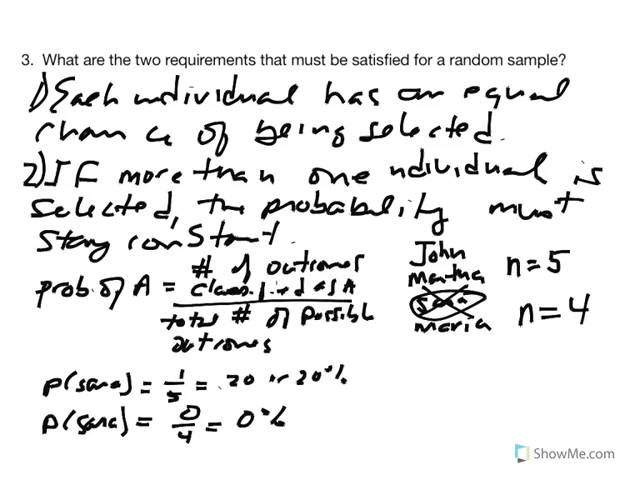 3. What are the two requirements that must be satisfied for a random sample?
1) Each individual has an equal
chance of being selected.
2) If more than one individual is
selected, the probability must
stay constant.
prob. of A = # of outcomes
classified as A
total # of possible
outcomes
John
Martha
Sara
Maria
n=5
n=4
p(sara) = 1/5 = .20 or 20%
p(sara) = 0/4 = 0%
ShowMe.com